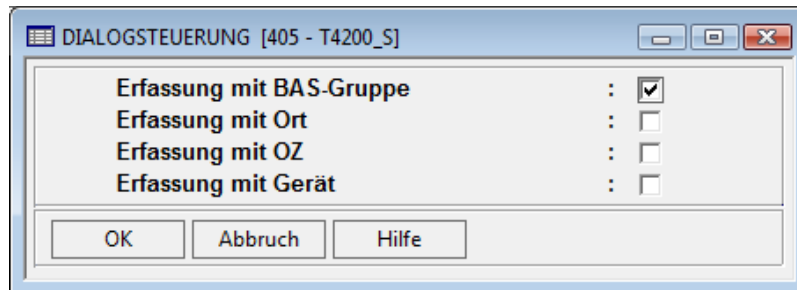 DIALOGSTEUERUNG [405 - T4200_S]
Erfassung mit BAS-Gruppe :
Erfassung mit Ort :
Erfassung mit OZ :
Erfassung mit Gerät :
OK Abbruch Hilfe